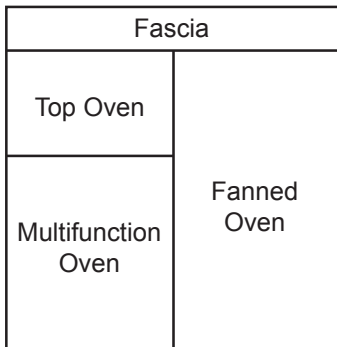 Fascia
Top Oven
Multifunction
Oven
Fanned
Oven